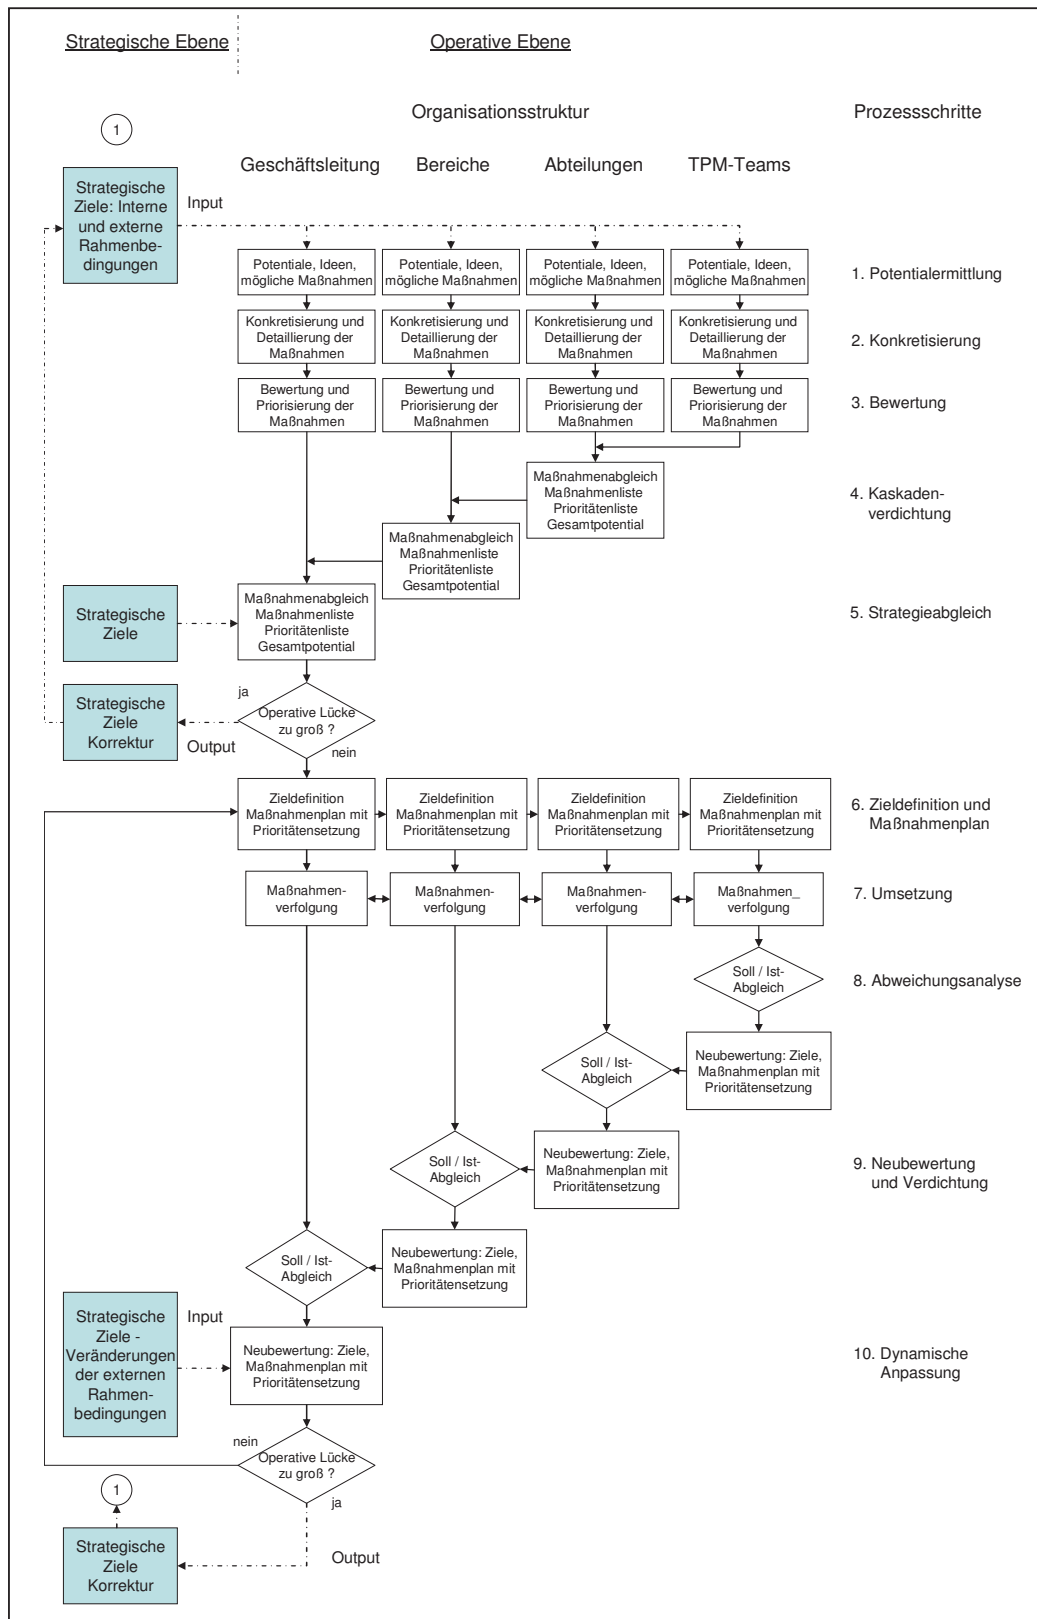 Strategische Ebene
Operative Ebene
Organisationsstruktur
Prozessschritte
1
Geschäftsleitung
Bereiche
Abteilungen
TPM-Teams
Strategische
Ziele: Interne
und externe
Rahmenbe-
dingungen
Input
Potentiale, Ideen,
mögliche Maßnahmen
Potentiale, Ideen,
mögliche Maßnahmen
Potentiale, Ideen,
mögliche Maßnahmen
Potentiale, Ideen,
mögliche Maßnahmen
1. Potentialermittlung
Konkretisierung und
Detaillierung der
Maßnahmen
Konkretisierung und
Detaillierung der
Maßnahmen
Konkretisierung und
Detaillierung der
Maßnahmen
Konkretisierung und
Detaillierung der
Maßnahmen
2. Konkretisierung
Bewertung und
Priorisierung der
Maßnahmen
Bewertung und
Priorisierung der
Maßnahmen
Bewertung und
Priorisierung der
Maßnahmen
Bewertung und
Priorisierung der
Maßnahmen
3. Bewertung
Maßnahmenabgleich
Maßnahmenliste
Prioritätenliste
Gesamtpotential
4. Kaskaden-
verdichtung
Maßnahmenabgleich
Maßnahmenliste
Prioritätenliste
Gesamtpotential
Strategische
Ziele
Maßnahmenabgleich
Maßnahmenliste
Prioritätenliste
Gesamtpotential
5. Strategieabgleich
Strategische
Ziele
Korrektur
ja
Output
Operative Lücke
zu groß ?
nein
Zieldefinition
Maßnahmenplan mit
Prioritätensetzung
Zieldefinition
Maßnahmenplan mit
Prioritätensetzung
Zieldefinition
Maßnahmenplan mit
Prioritätensetzung
Zieldefinition
Maßnahmenplan mit
Prioritätensetzung
6. Zieldefinition und
Maßnahmenplan
Maßnahmen-
verfolgung
Maßnahmen-
verfolgung
Maßnahmen-
verfolgung
Maßnahmen_
verfolgung
7. Umsetzung
Soll / Ist-
Abgleich
8. Abweichungsanalyse
Soll / Ist-
Abgleich
Neubewertung: Ziele,
Maßnahmenplan mit
Prioritätensetzung
Soll / Ist-
Abgleich
Neubewertung: Ziele,
Maßnahmenplan mit
Prioritätensetzung
9. Neubewertung
und Verdichtung
Soll / Ist-
Abgleich
Neubewertung: Ziele,
Maßnahmenplan mit
Prioritätensetzung
Strategische
Ziele -
Veränderungen
der externen
Rahmen-
bedingungen
Input
Neubewertung: Ziele,
Maßnahmenplan mit
Prioritätensetzung
10. Dynamische
Anpassung
nein
Operative Lücke
zu groß ?
ja
1
Strategische
Ziele
Korrektur
Output